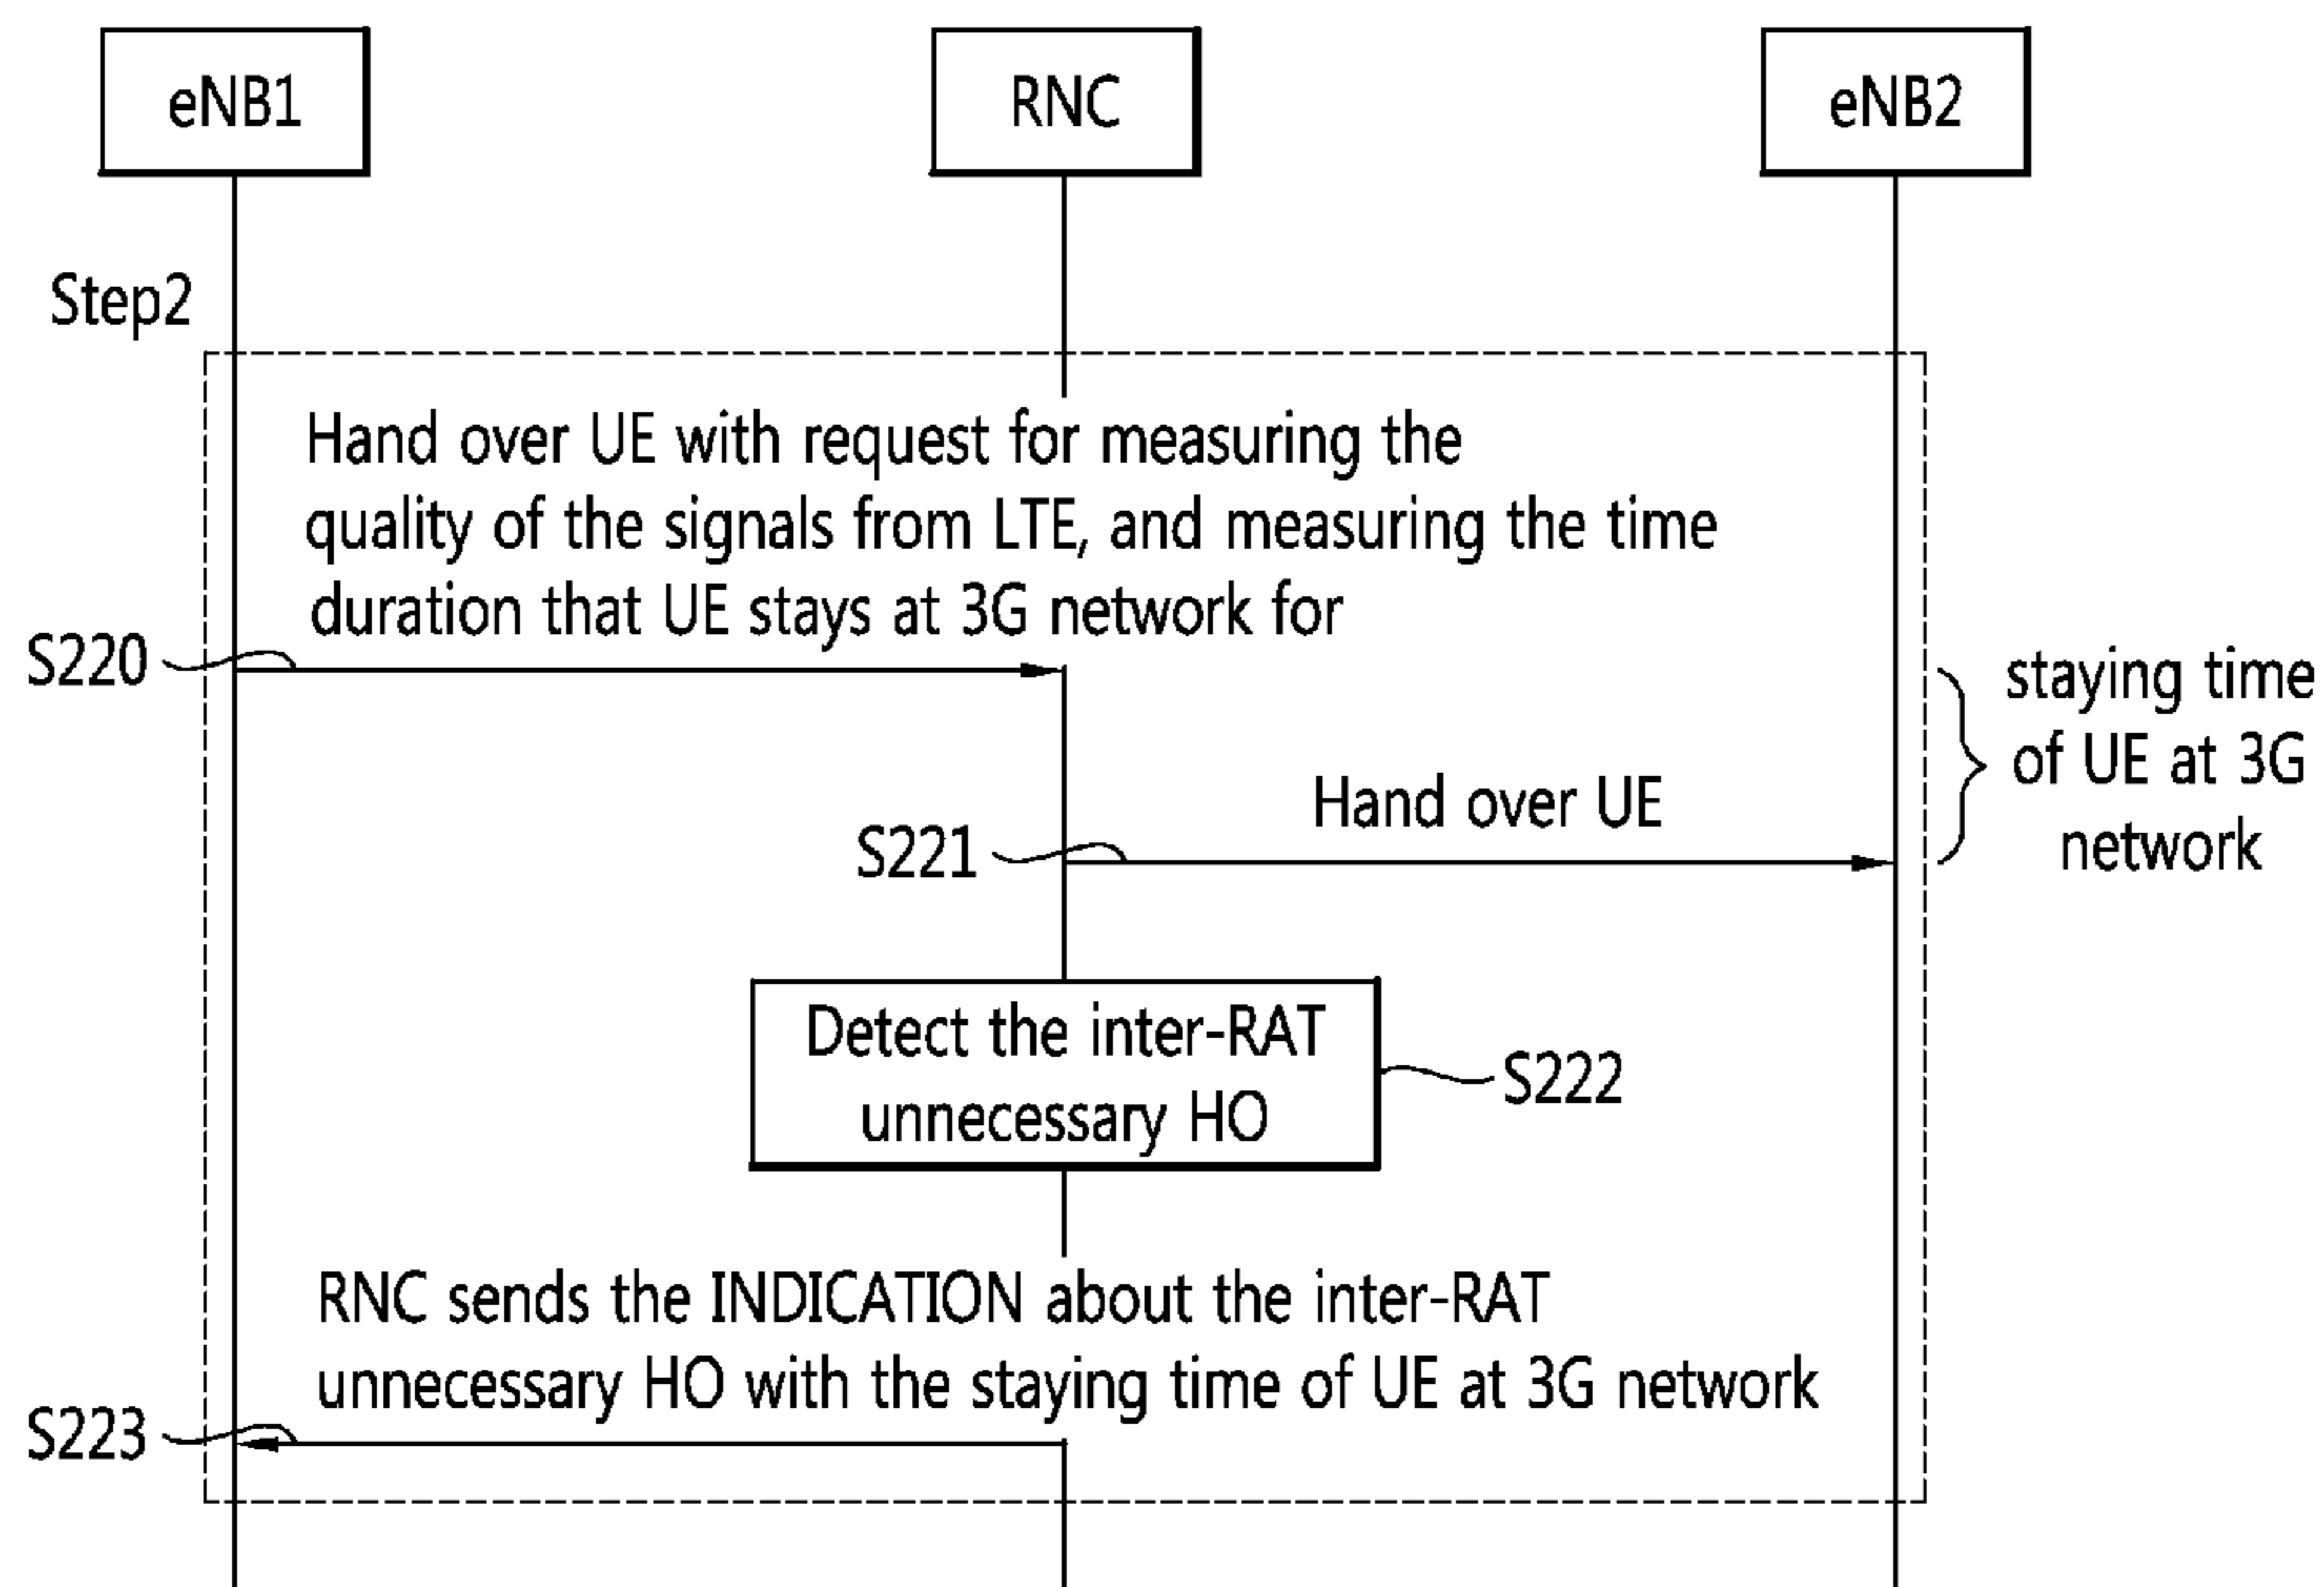 eNB1
RNC
eNB2
Step2
Hand over UE with request for measuring the
quality of the signals from LTE, and measuring the time
duration that UE stays at 3G network for
S220
staying time
of UE at 3G
network
Hand over UE
S221
Detect the inter-RAT
unnecessary HO
S222
RNC sends the INDICATION about the inter-RAT
unnecessary HO with the staying time of UE at 3G network
S223